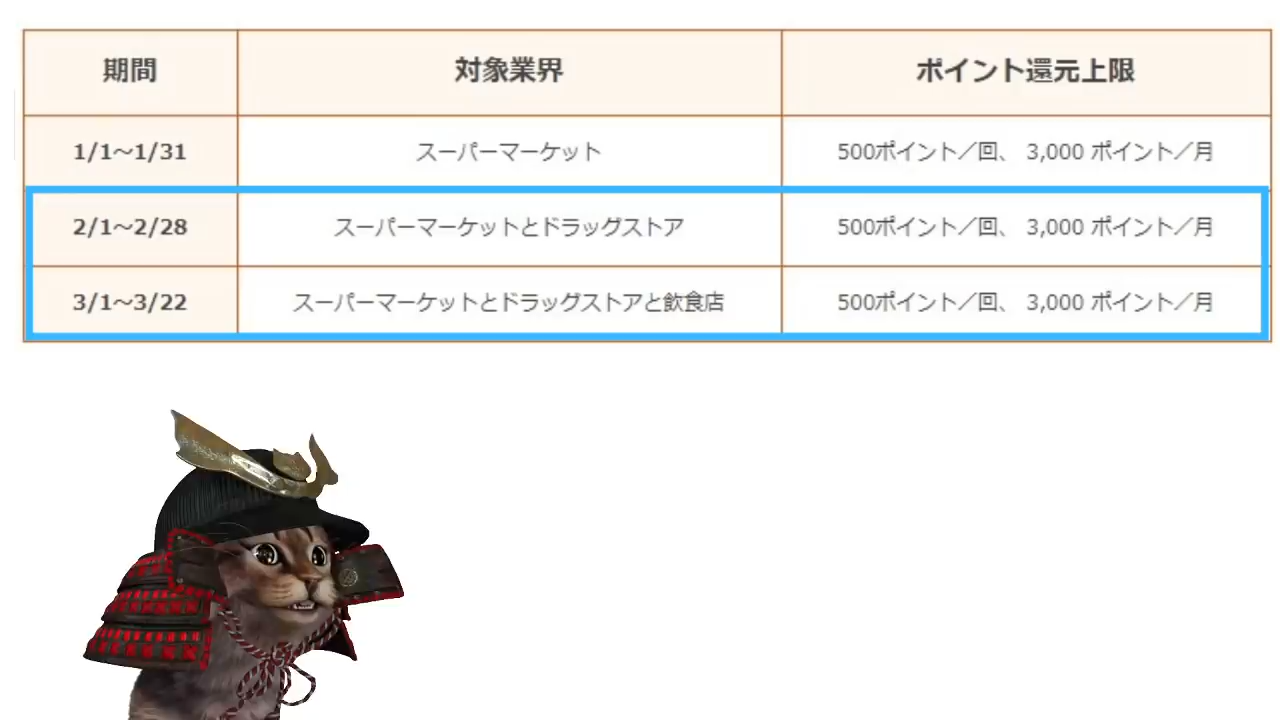 期間 対象業界 ポイント還元上限
1/1～1/31 スーパーマーケット 500ポイント／回、 3,000 ポイント／月
2/1～2/28 スーパーマーケットとドラッグストア 500ポイント／回、 3,000 ポイント／月
3/1～3/22 スーパーマーケットとドラッグストアと飲食店 500ポイント／回、 3,000 ポイント／月